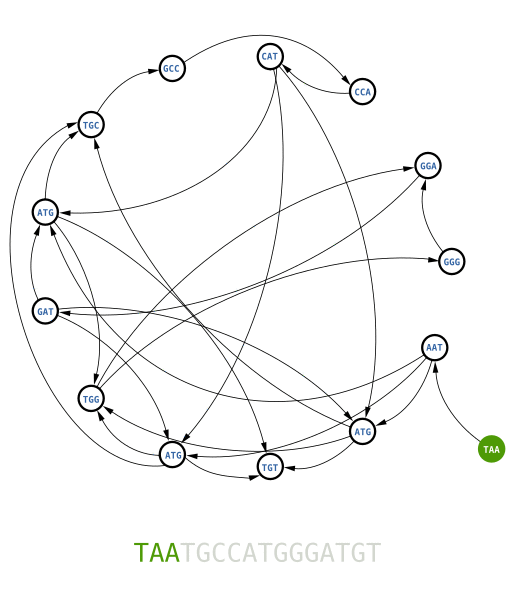 CAT
GCC
CCA
TGC
GGA
ATG
GGG
GAT
AAT
TGG
ATG
TAA
ATG
TGT
TAATGCCATGGGATGT